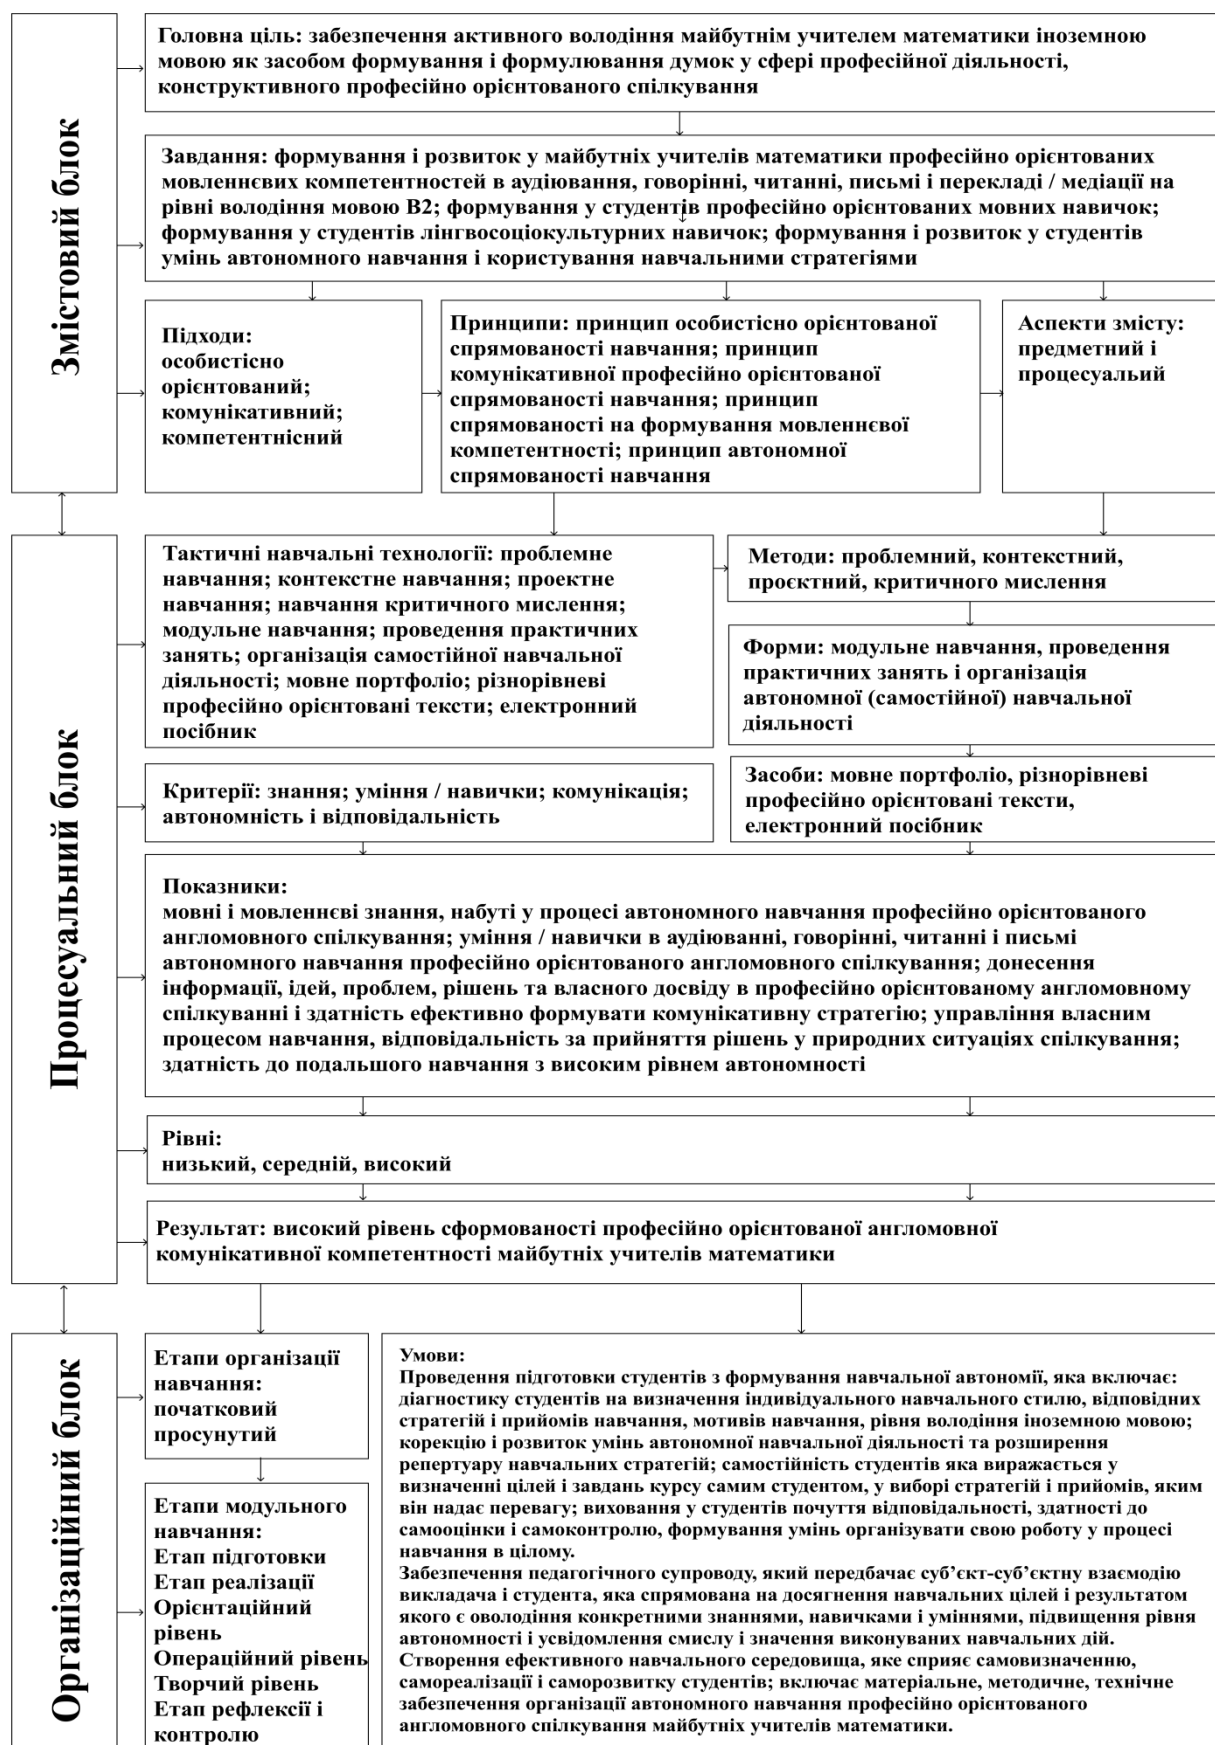 Змістовий блок
Головна ціль: забезпечення активного володіння майбутнім учителем математики іноземною
мовою як засобом формування і формулювання думок у сфері професійної діяльності,
конструктивного професійно орієнтованого спілкування
Завдання: формування і розвиток у майбутніх учителів математики професійно орієнтованих
мовленнєвих компетентностей в аудіювання, говорінні, читанні, письмі і перекладі / медіації на
рівні володіння мовою В2; формування у студентів професійно орієнтованих мовних навичок;
формування у студентів лінгвосоціокультурних навичок; формування і розвиток у студентів
умінь автономного навчання і користування навчальними стратегіями
Підходи:
особистісно
орієнтований;
комунікативний;
компетентнісний
Принципи: принцип особистісно орієнтованої
спрямованості навчання; принцип
комунікативної професійно орієнтованої
спрямованості навчання; принцип
спрямованості на формування мовленнєвої
компетентності; принцип автономної
спрямованості навчання
Аспекти змісту:
предметний і
процесуальий
Процесуальний блок
Тактичні навчальні технології: проблемне
навчання; контекстне навчання; проектне
навчання; навчання критичного мислення;
модульне навчання; проведення практичних
занять; організація самостійної навчальної
діяльності; мовне портфоліо; різнорівневі
професійно орієнтовані тексти; електронний
посібник
Методи: проблемний, контекстний,
проєктний, критичного мислення
Форми: модульне навчання, проведення
практичних занять і організація
автономної (самостійної) навчальної
діяльності
Критерії: знання; уміння / навички; комунікація;
автономність і відповідальність
Засоби: мовне портфоліо, різнорівневі
професійно орієнтовані тексти,
електронний посібник
Показники:
мовні і мовленнєві знання, набуті у процесі автономного навчання професійно орієнтованого
англомовного спілкування; уміння / навички в аудіюванні, говорінні, читанні і письмі
автономного навчання професійно орієнтованого англомовного спілкування; донесення
інформації, ідей, проблем, рішень та власного досвіду в професійно орієнтованому англомовному
спілкуванні і здатність ефективно формувати комунікативну стратегію; управління власним
процесом навчання, відповідальність за прийняття рішень у природних ситуаціях спілкування;
здатність до подальшого навчання з високим рівнем автономності
Рівні:
низький, середній, високий
Результат: високий рівень сформованості професійно орієнтованої англомовної
комунікативної компетентності майбутніх учителів математики
Організаційний блок
Етапи організації
навчання:
початковий
просунутий
Етапи модульного
навчання:
Етап підготовки
Етап реалізації
Орієнтаційний
рівень
Операційний рівень
Творчий рівень
Етап рефлексії і
контролю
Умови:
Проведення підготовки студентів з формування навчальної автономії, яка включає:
діагностику студентів на визначення індивідуального навчального стилю, відповідних
стратегій і прийомів навчання, мотивів навчання, рівня володіння іноземною мовою;
корекцію і розвиток умінь автономної навчальної діяльності та розширення
репертуару навчальних стратегій; самостійність студентів яка виражається у
визначенні цілей і завдань курсу самим студентом, у виборі стратегій і прийомів, яким
він надає перевагу; виховання у студентів почуття відповідальності, здатності до
самооцінки і самоконтролю, формування умінь організувати свою роботу у процесі
навчання в цілому.
Забезпечення педагогічного супроводу, який передбачає суб’єкт-суб’єктну взаємодію
викладача і студента, яка спрямована на досягнення навчальних цілей і результатом
якого є оволодіння конкретними знаннями, навичками і уміннями, підвищення рівня
автономності і усвідомлення смислу і значення виконуваних навчальних дій.
Створення ефективного навчального середовища, яке сприяє самовизначенню,
самореалізації і саморозвитку студентів; включає матеріальне, методичне, технічне
забезпечення організації автономного навчання професійно орієнтованого
англомовного спілкування майбутніх учителів математики.